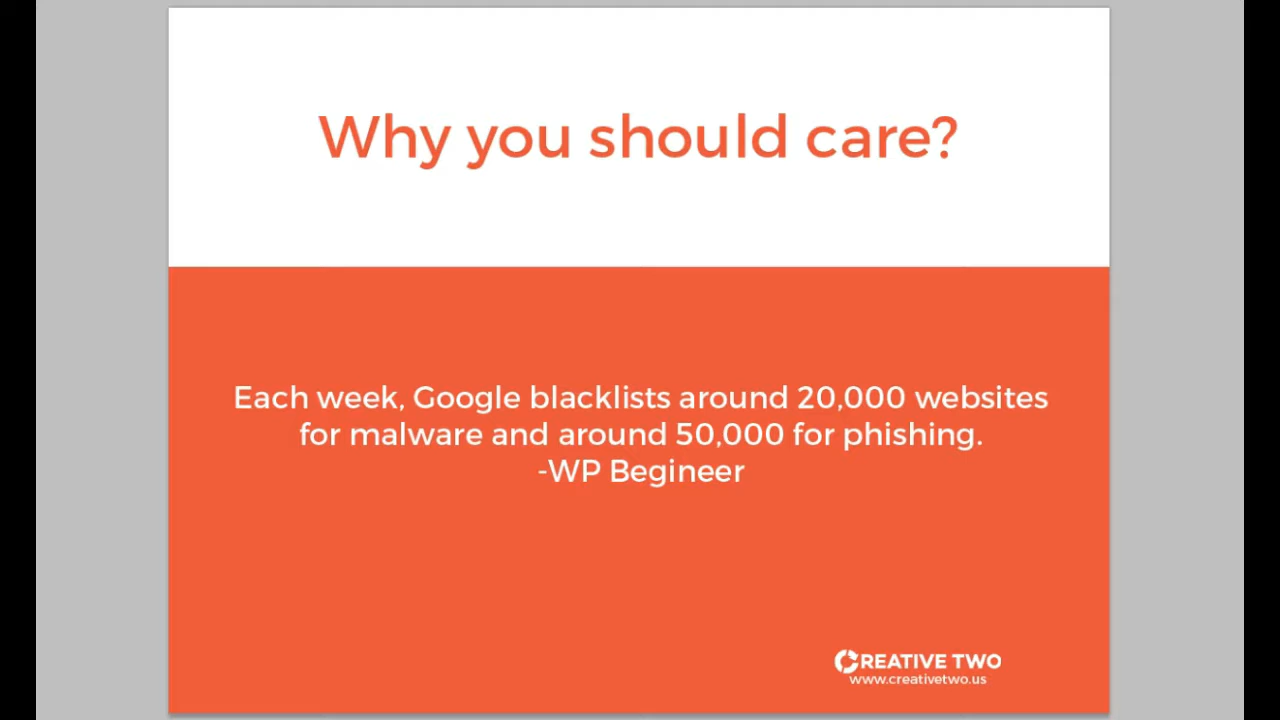 Why you should care?
Each week, Google blacklists around 20,000 websites
for malware and around 50,000 for phishing.
-WP Begineer
CREATIVE TWO
www.creativetwo.us